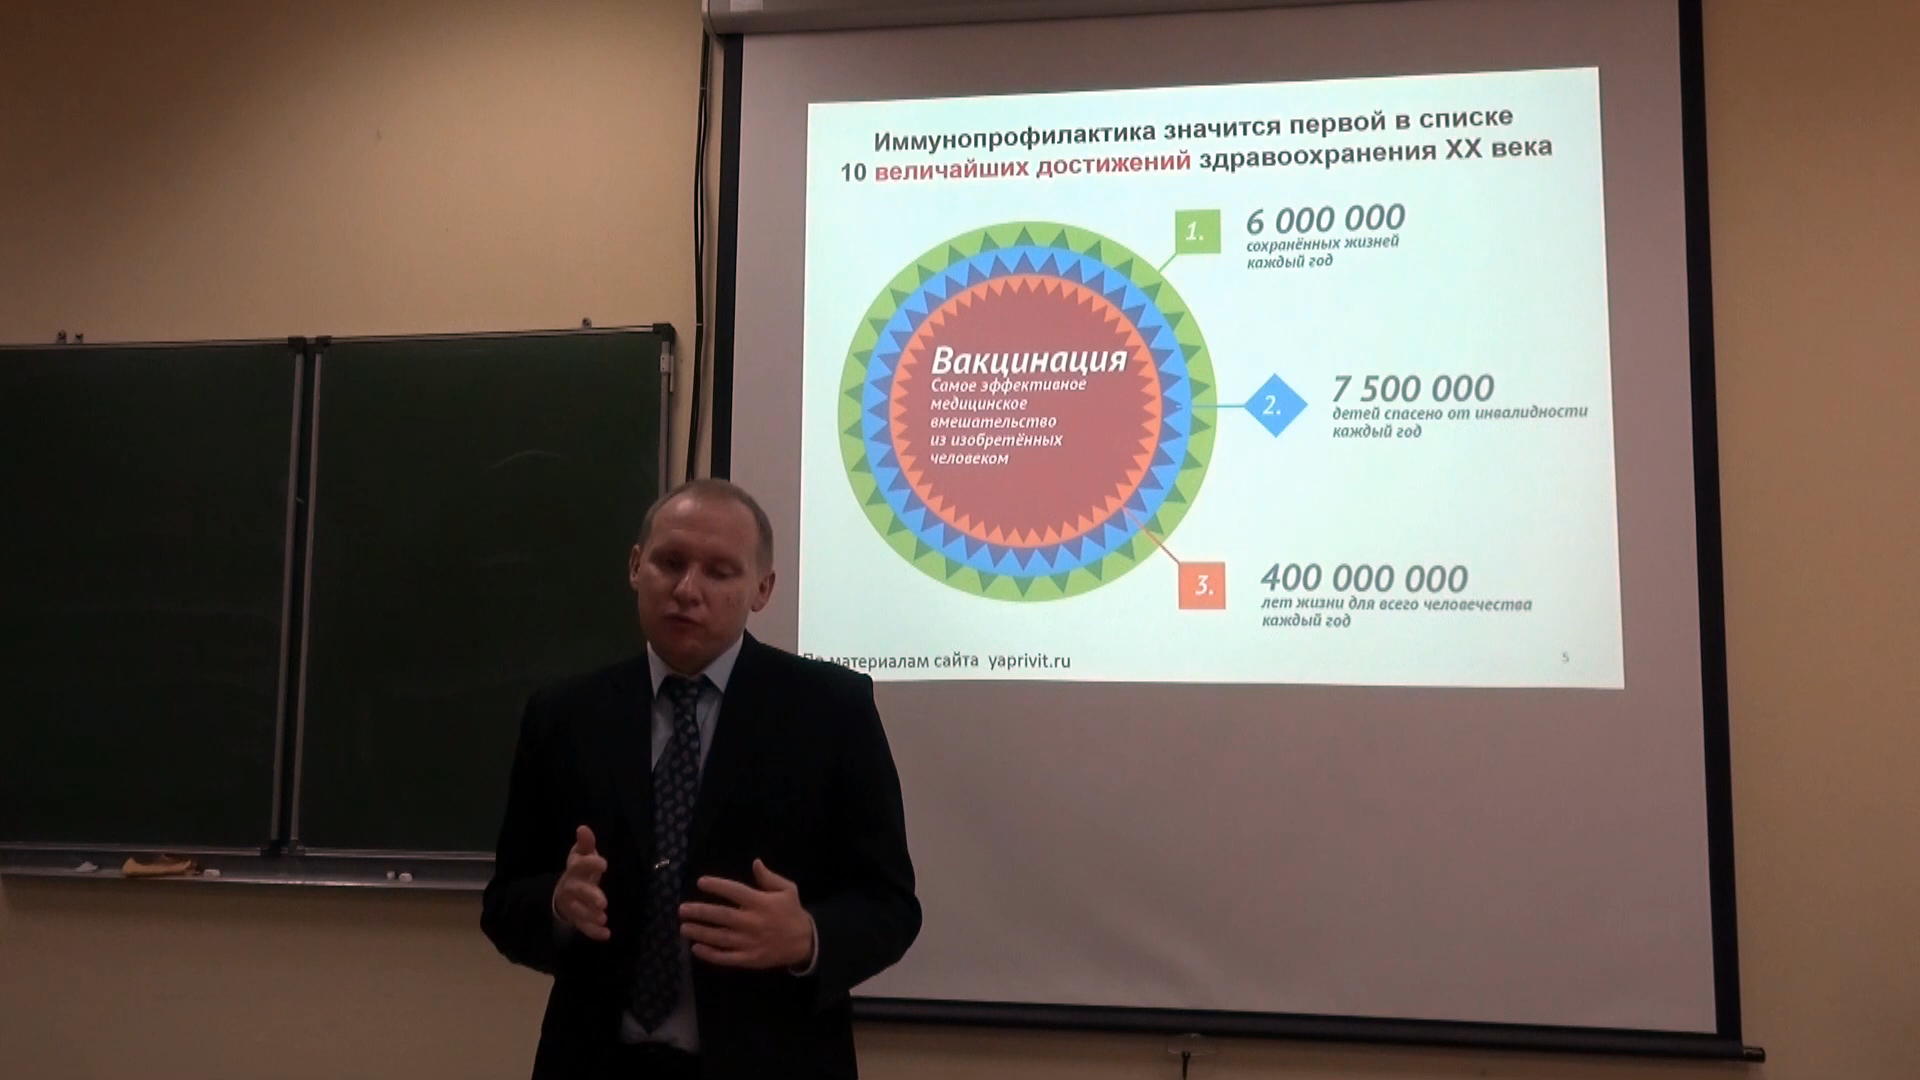 Иммунопрофилактика значится первой в списке
10 величайших достижений здравоохранения XX века
1.
6 000 000
сохранённых жизней
каждый год
Вакцинация
Самое эффективное
медицинское
вмешательство
из изобретённых
человеком
2.
7 500 000
детей спасено от инвалидности
каждый год
3.
400 000 000
лет жизни для всего человечества
каждый год
По материалам сайта yaprivit.ru
5